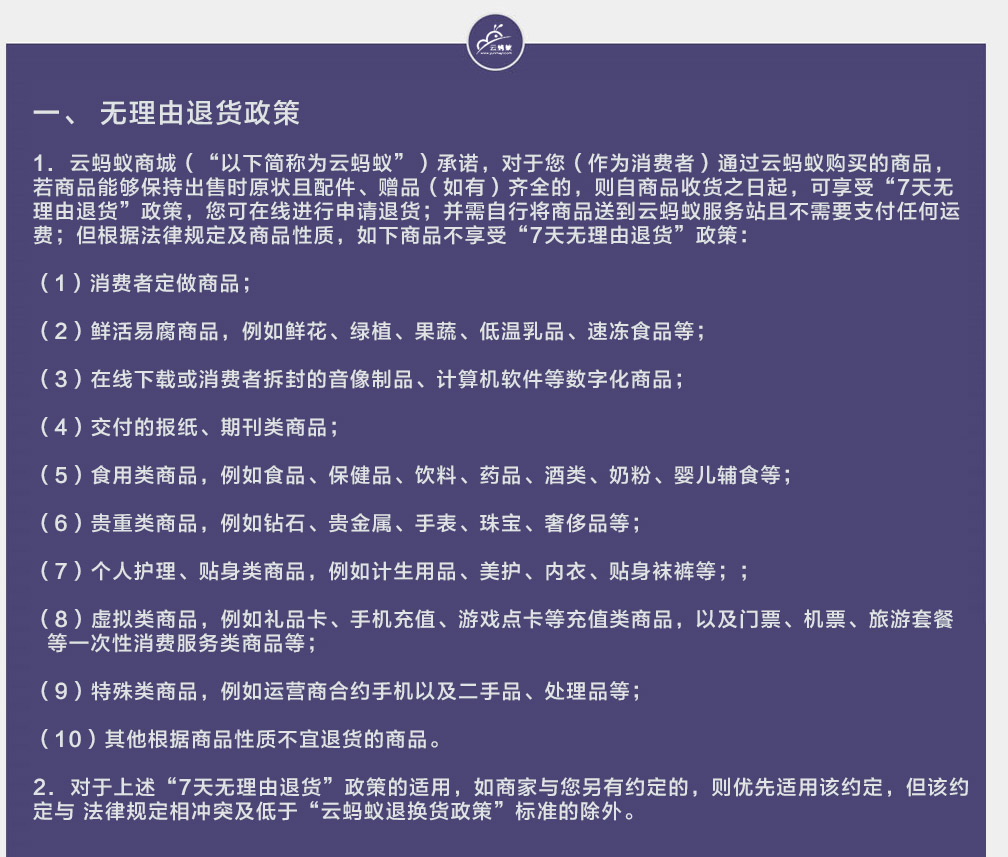 云蚂蚁
一、 无理由退货政策
1. 云蚂蚁商城（“以下简称为云蚂蚁”）承诺，对于您（作为消费者）通过云蚂蚁购买的商品，
若商品能够保持出售时原状且配件、赠品（如有）齐全的，则自商品收货之日起，可享受“7天无
理由退货”政策，您可在线进行申请退货；并需自行将商品送到云蚂蚁服务站且不需要支付任何运
费；但根据法律规定及商品性质，如下商品不享受“7天无理由退货”政策：
（1）消费者定做商品；
（2）鲜活易腐商品，例如鲜花、绿植、果蔬、低温乳品、速冻食品等；
（3）在线下载或消费者拆封的音像制品、计算机软件等数字化商品；
（4）交付的报纸、期刊类商品；
（5）食用类商品，例如食品、保健品、饮料、药品、酒类、奶粉、婴儿辅食等；
（6）贵重类商品，例如钻石、贵金属、手表、珠宝、奢侈品等；
（7）个人护理、贴身类商品，例如计生用品、美护、内衣、贴身袜裤等；；
（8）虚拟类商品，例如礼品卡、手机充值、游戏点卡等充值类商品，以及门票、机票、旅游套餐
等一次性消费服务类商品等；
（9）特殊类商品，例如运营商合约手机以及二手品、处理品等；
（10）其他根据商品性质不宜退货的商品。
2. 对于上述“7天无理由退货”政策的适用，如商家与您另有约定的，则优先适用该约定，但该约
定与 法律规定相冲突及低于“云蚂蚁退换货政策”标准的除外。